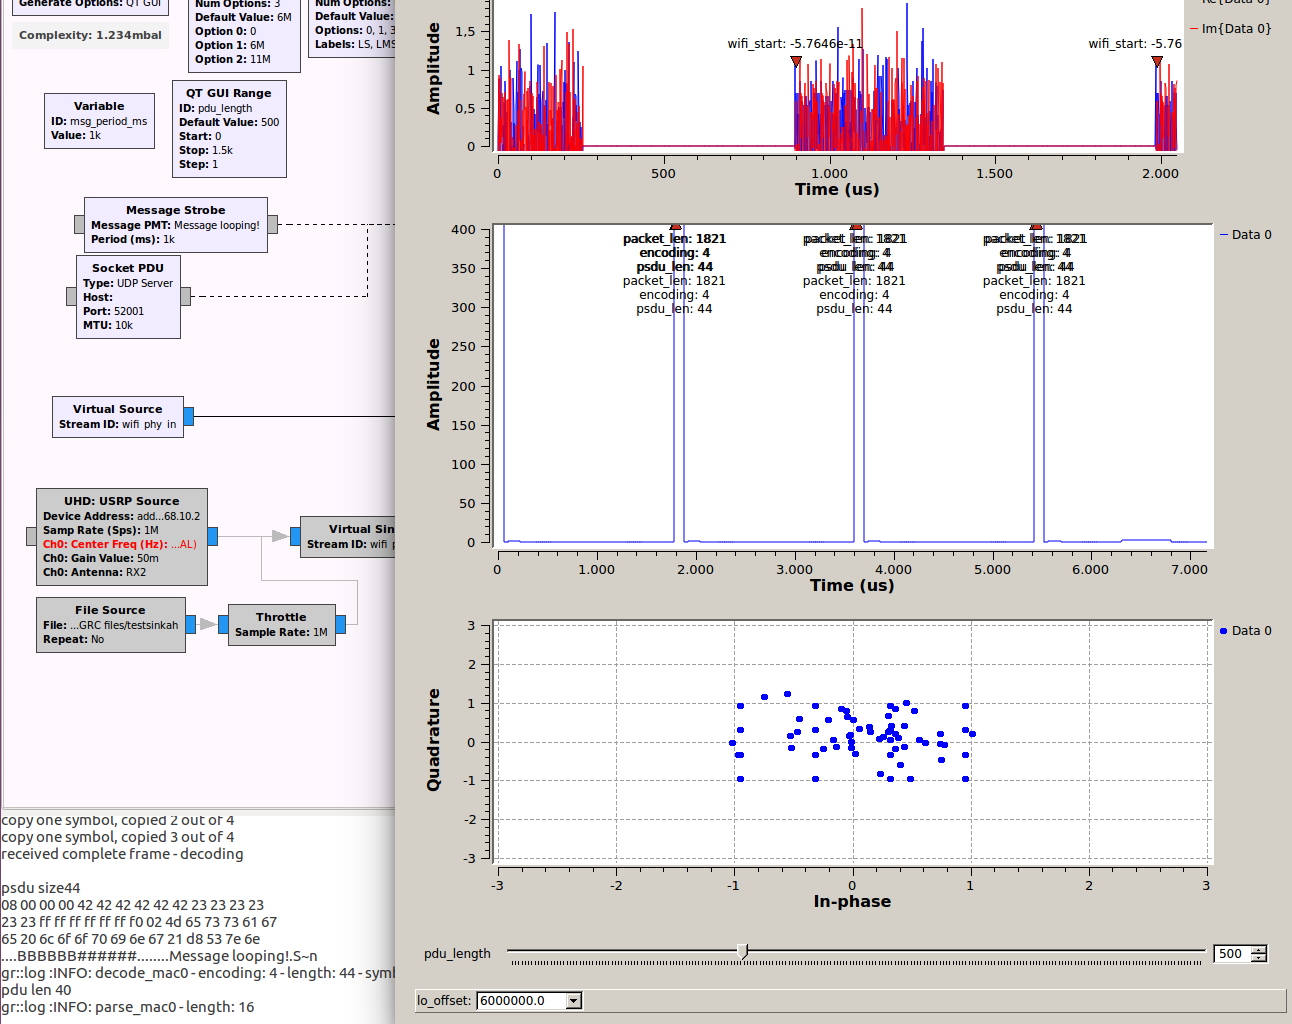 Generate Options: QT GUI
Complexity: 1.234mbal
Num Options: 3
Default Value: 6M
Option 0: 0
Option 1: 6M
Option 2: 11M
Default Value:
Options: 0, 1, 3
Labels: LS, LMS
Variable
ID: msg_period_ms
Value: 1k
QT GUI Range
ID: pdu_length
Default Value: 500
Start: 0
Stop: 1.5k
Step: 1
Message Strobe
Message PMT: Message looping!
Period (ms): 1k
Socket PDU
Type: UDP Server
Host:
Port: 52001
MTU: 10k
Virtual Source
Stream ID: wifi_phy_in
UHD: USRP Source
Device Address: add...68.10.2
Samp Rate (Sps): 1M
Ch0: Center Freq (Hz): ...AL)
Ch0: Gain Value: 50m
Ch0: Antenna: RX2
Virtual Sin
Stream ID: wifi_p
File Source
File: ...GRC files/testsinkah
Repeat: No
Throttle
Sample Rate: 1M
copy one symbol, copied 2 out of 4
copy one symbol, copied 3 out of 4
received complete frame - decoding
psdu size44
08 00 00 00 42 42 42 42 42 42 23 23 23 23
23 23 ff ff ff ff ff ff f0 02 4d 65 73 73 61 67
65 20 6c 6f 6f 70 69 6e 67 21 d8 53 7e 6e
....BBBBBB######........Message looping!.S~n
gr::log :INFO: decode_mac0 - encoding: 4 - length: 44 - symb
pdu len 40
gr::log :INFO: parse_mac0 - length: 16
Re{Data 0}
Im{Data 0}
wifi_start: -5.7646e-11
wifi_start: -5.76
Amplitude
1,5
1
0,5
0
0
500
1.000
1.500
2.000
Time (us)
Data 0
packet_len: 1821
encoding: 4
psdu_len: 44
packet_len: 1821
encoding: 4
psdu_len: 44
packet_len: 1821
encoding: 4
psdu_len: 44
packet_len: 1821
encoding: 4
psdu_len: 44
packet_len: 1821
encoding: 4
psdu_len: 44
packet_len: 1821
encoding: 4
psdu_len: 44
Amplitude
400
350
300
250
200
150
100
50
0
0
1.000
2.000
3.000
4.000
5.000
6.000
7.000
Time (us)
Data 0
Quadrature
3
2
1
0
-1
-2
-3
-3
-2
-1
0
1
2
3
In-phase
pdu_length
500
lo_offset:
6000000.0